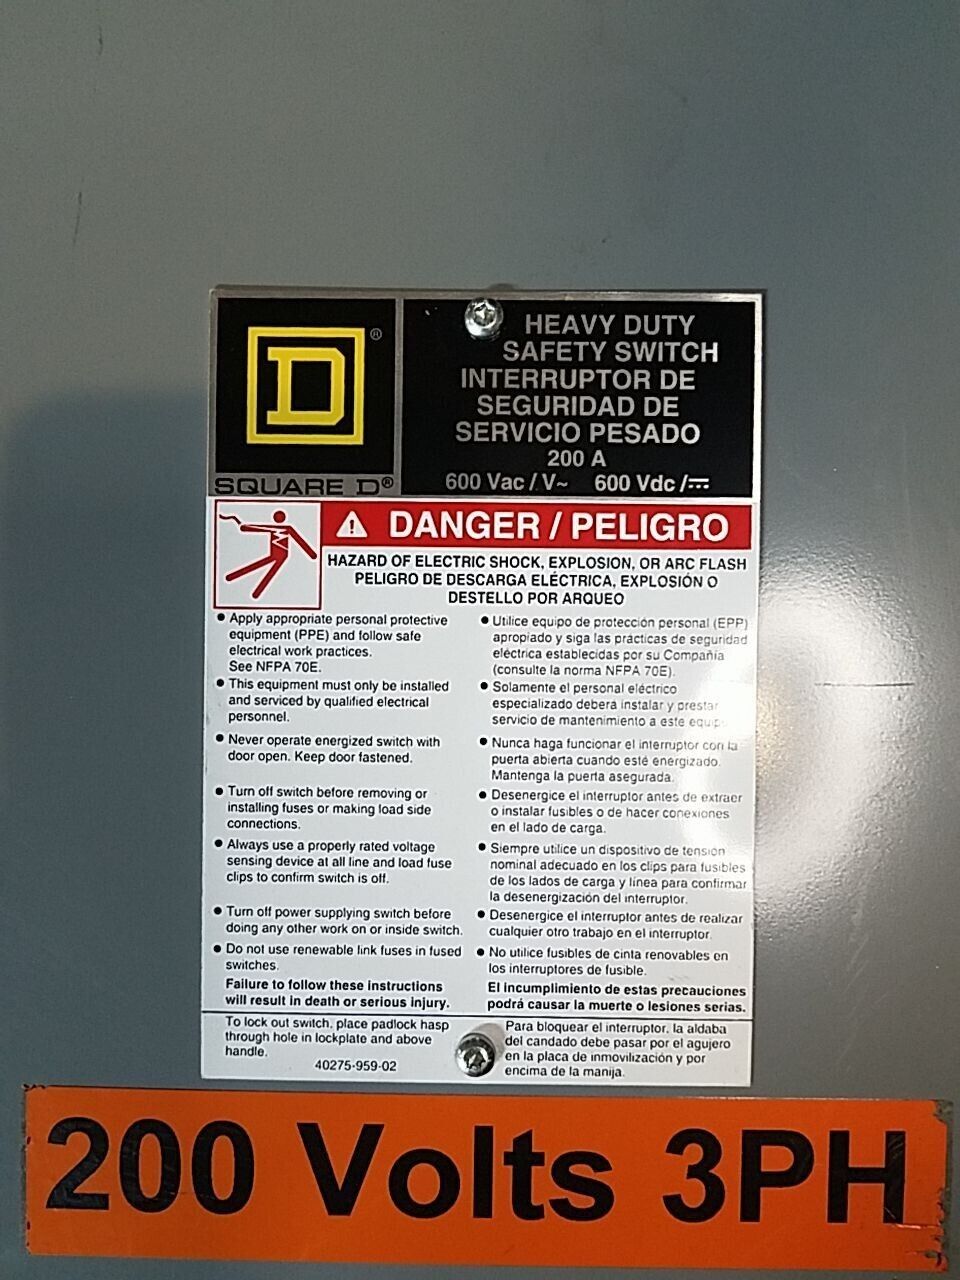 HEAVY DUTY
SAFETY SWITCH
INTERRUPTOR DE
SEGURIDAD DE
SERVICIO PESADO
200 A
600 Vac / V~ 600 Vdc / ⎓
D ®
SQUARE D®
DANGER / PELIGRO
HAZARD OF ELECTRIC SHOCK, EXPLOSION, OR ARC FLASH
PELIGRO DE DESCARGA ELÉCTRICA, EXPLOSIÓN O
DESTELLO POR ARQUEO
• Apply appropriate personal protective
equipment (PPE) and follow safe
electrical work practices.
See NFPA 70E.
• This equipment must only be installed
and serviced by qualified electrical
personnel.
• Never operate energized switch with
door open. Keep door fastened.
• Turn off switch before removing or
installing fuses or making load side
connections.
• Always use a properly rated voltage
sensing device at all line and load fuse
clips to confirm switch is off.
• Turn off power supplying switch before
doing any other work on or inside switch.
• Do not use renewable link fuses in fused
switches.
Failure to follow these instructions
will result in death or serious injury.
• Utilice equipo de protección personal (EPP)
apropiado y siga las prácticas de seguridad
eléctrica establecidas por su Compañía
(consulte la norma NFPA 70E).
• Solamente el personal eléctrico
especializado deberá instalar y prestar
servicio de mantenimiento a este equipo.
• Nunca haga funcionar el interruptor con la
puerta abierta cuando esté energizado.
Mantenga la puerta asegurada.
• Desenergice el interruptor antes de extraer
o instalar fusibles o de hacer conexiones
en el lado de carga.
• Siempre utilice un dispositivo de tensión
nominal adecuado en los clips para fusibles
de los lados de carga y línea para confirmar
la desenergización del interruptor.
• Desenergice el interruptor antes de realizar
cualquier otro trabajo en el interruptor.
• No utilice fusibles de cinta renovables en
los interruptores de fusible.
El incumplimiento de estas precauciones
podrá causar la muerte o lesiones serias.
To lock out switch, place padlock hasp
through hole in lockplate and above
handle.
40275-959-02
Para bloquear el interruptor, la aldaba
del candado debe pasar por el agujero
en la placa de inmovilización y por
encima de la manija.
200 Volts 3PH